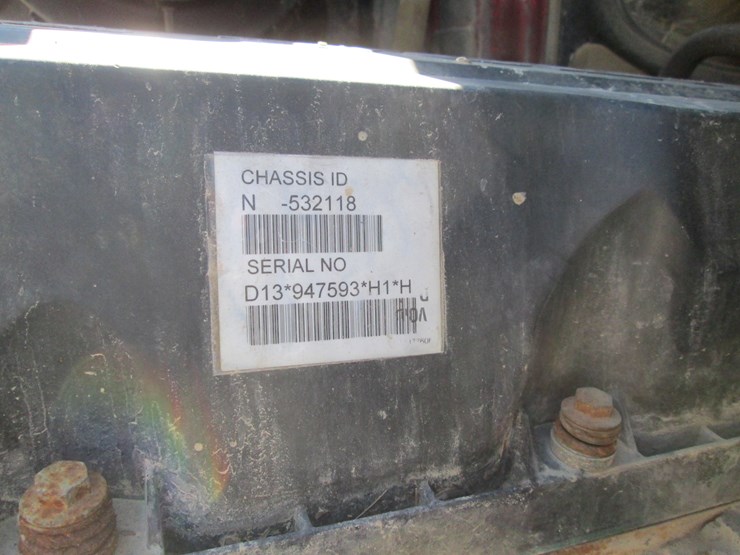 CHASSIS ID
N -532118
SERIAL NO
D13*947593*H1*H